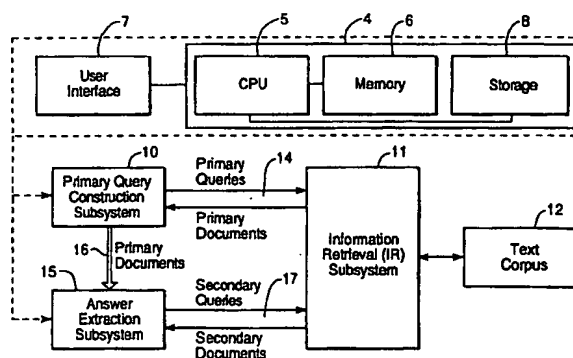 7
5
4
6
8
User
Interface
CPU
Memory
Storage
10
Primary
Queries
14
11
Primary Query
Construction
Subsystem
Primary
Documents
12
16
Primary
Documents
Information
Retrieval (IR)
Subsystem
Text
Corpus
15
Secondary
Queries
17
Answer
Extraction
Subsystem
Secondary
Documents